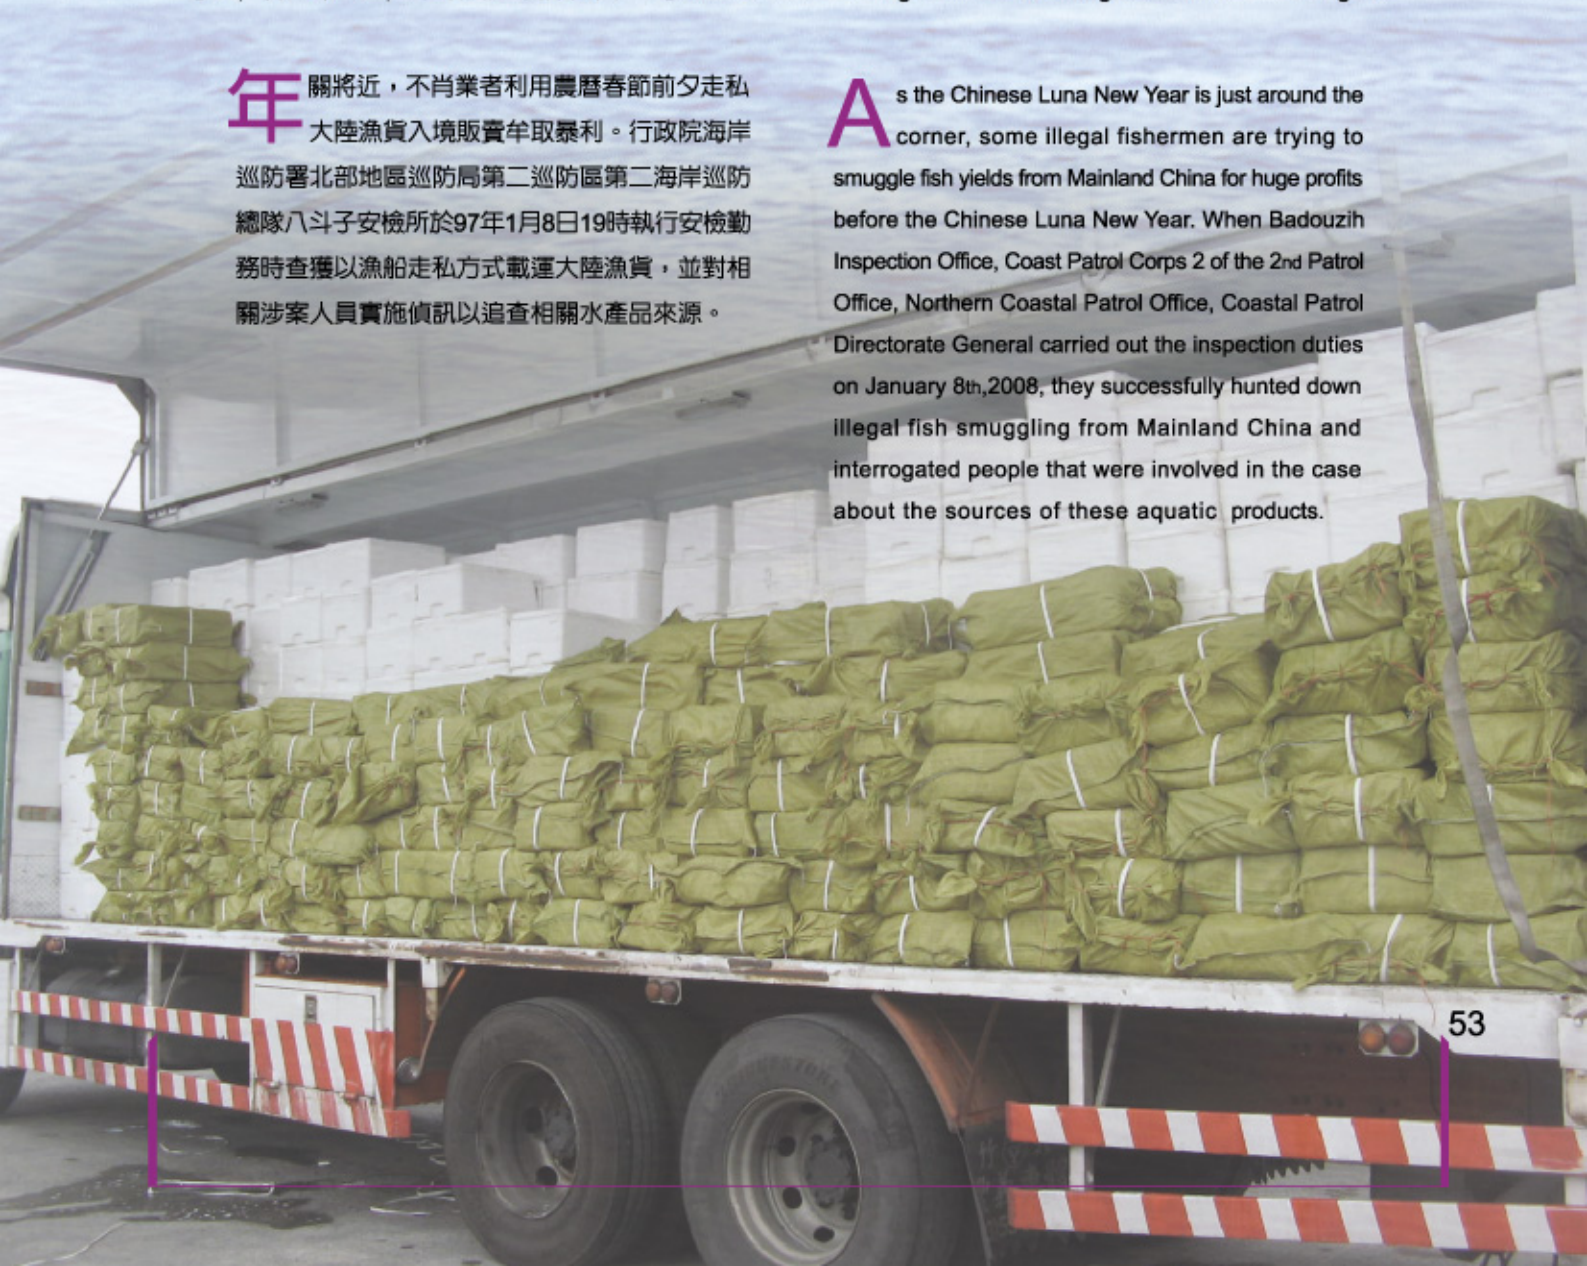 年關將近，不肖業者利用農曆春節前夕走私
大陸漁貨入境販賣牟取暴利。行政院海岸
巡防署北部地區巡防局第二巡防區第二海岸巡防
總隊八斗子安檢所於97年1月8日19時執行安檢勤
務時查獲以漁船走私方式載運大陸漁貨，並對相
關涉案人員實施偵訊以追查相關水產品來源。
As the Chinese Luna New Year is just around the
corner, some illegal fishermen are trying to
smuggle fish yields from Mainland China for huge profits
before the Chinese Luna New Year. When Badouzih
Inspection Office, Coast Patrol Corps 2 of the 2nd Patrol
Office, Northern Coastal Patrol Office, Coastal Patrol
Directorate General carried out the inspection duties
on January 8th,2008, they successfully hunted down
illegal fish smuggling from Mainland China and
interrogated people that were involved in the case
about the sources of these aquatic products.
53